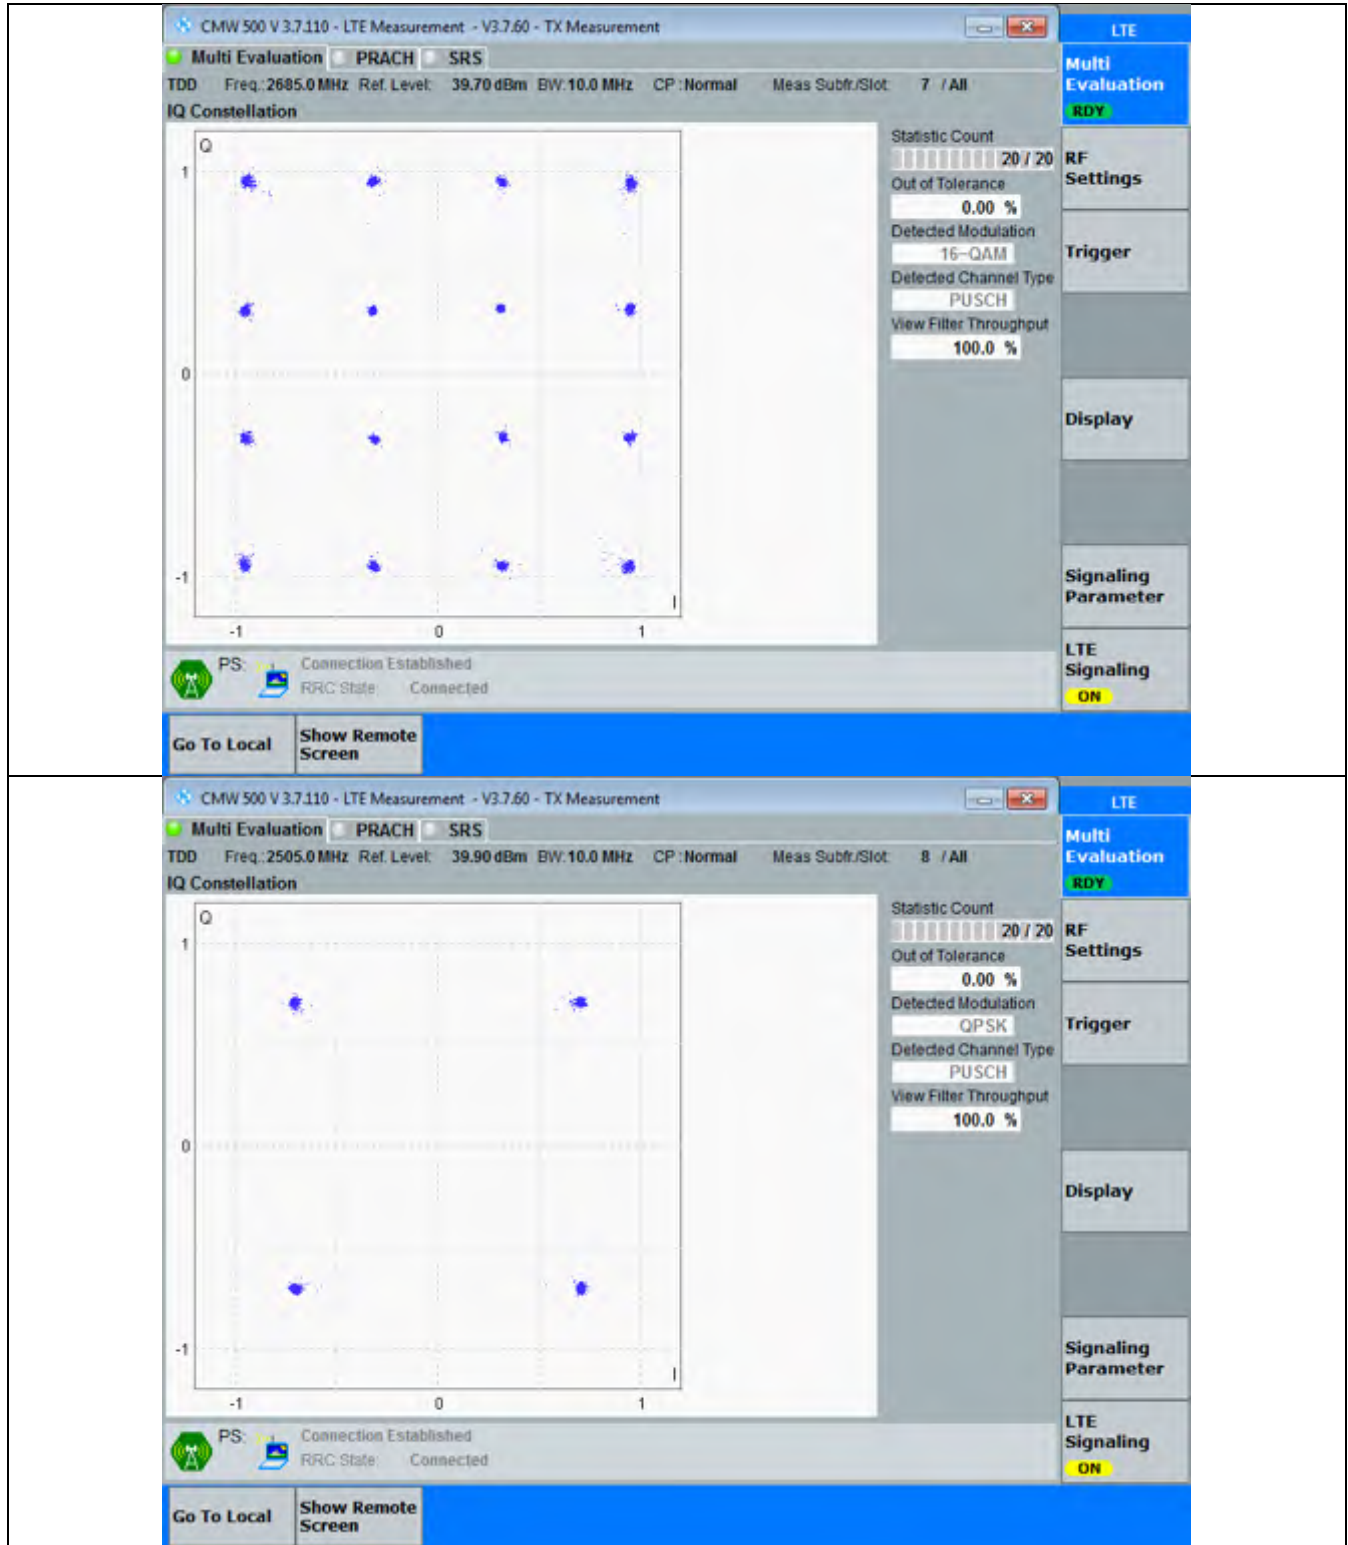 CMW 500 V 3.7.110 - LTE Measurement - V3.7.60 - TX Measurement
LTE
Multi Evaluation PRACH SRS
TDD Freq.:2685.0 MHz Ref. Level: 39.70 dBm BW:10.0 MHz CP :Normal Meas Subfr./Slot: 7 / All
IQ Constellation
Multi
Evaluation
RDY
Q
1
0
-1
-1 0 1
I
Statistic Count
20 / 20
Out of Tolerance
0.00 %
Detected Modulation
16-QAM
Detected Channel Type
PUSCH
View Filter Throughput
100.0 %
RF
Settings
Trigger
Display
Signaling
Parameter
LTE
Signaling
ON
PS: Connection Established
RRC State: Connected
Go To Local
Show Remote
Screen
CMW 500 V 3.7.110 - LTE Measurement - V3.7.60 - TX Measurement
LTE
Multi Evaluation PRACH SRS
TDD Freq.:2505.0 MHz Ref. Level: 39.90 dBm BW:10.0 MHz CP :Normal Meas Subfr./Slot: 8 / All
IQ Constellation
Multi
Evaluation
RDY
Q
1
0
-1
-1 0 1
I
Statistic Count
20 / 20
Out of Tolerance
0.00 %
Detected Modulation
QPSK
Detected Channel Type
PUSCH
View Filter Throughput
100.0 %
RF
Settings
Trigger
Display
Signaling
Parameter
LTE
Signaling
ON
PS: Connection Established
RRC State: Connected
Go To Local
Show Remote
Screen